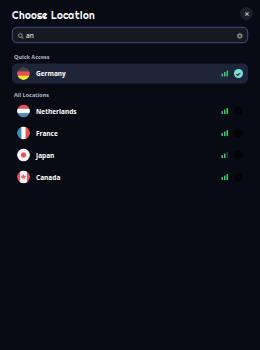 Choose Location
an
Quick Access
Germany
All Locations
Netherlands
France
Japan
Canada